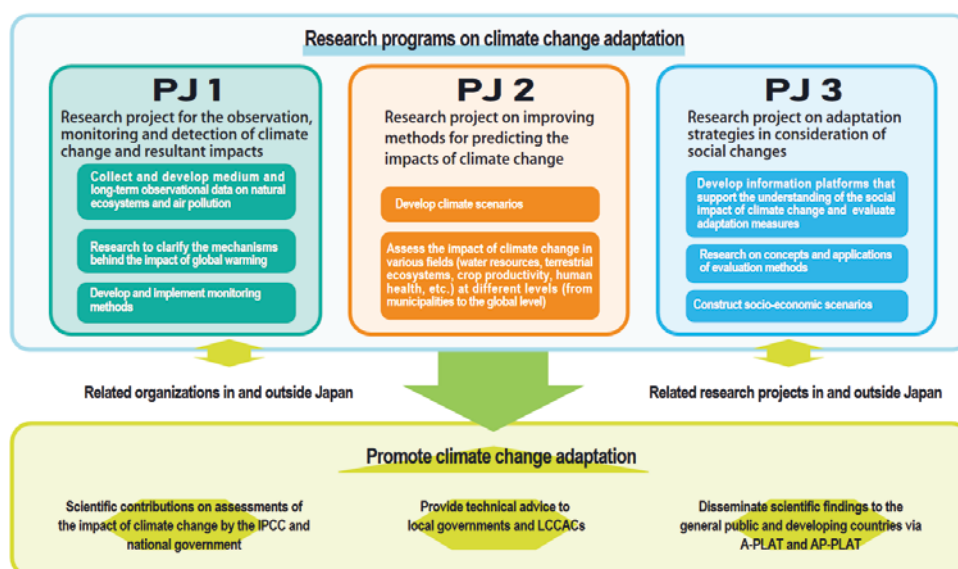 Research programs on climate change adaptation
PJ 1
Research project for the observation,
monitoring and detection of climate
change and resultant impacts
Collect and develop medium and
long-term observational data on natural
ecosystems and air pollution
Research to clarify the mechanisms
behind the impact of global warming
Develop and implement monitoring
methods
PJ 2
Research project on improving
methods for predicting the
impacts of climate change
Develop climate scenarios
Assess the impact of climate change in
various fields (water resources, terrestrial
ecosystems, crop productivity, human
health, etc.) at different levels (from
municipalities to the global level)
PJ 3
Research project on adaptation
strategies in consideration of
social changes
Develop information platforms that
support the understanding of the social
impact of climate change and evaluate
adaptation measures
Research on concepts and applications
of evaluation methods
Construct socio-economic scenarios
Related organizations in and outside Japan
Related research projects in and outside Japan
Promote climate change adaptation
Scientific contributions on assessments of
the impact of climate change by the IPCC and
national government
Provide technical advice to
local governments and LCCACs
Disseminate scientific findings to the
general public and developing countries via
A-PLAT and AP-PLAT